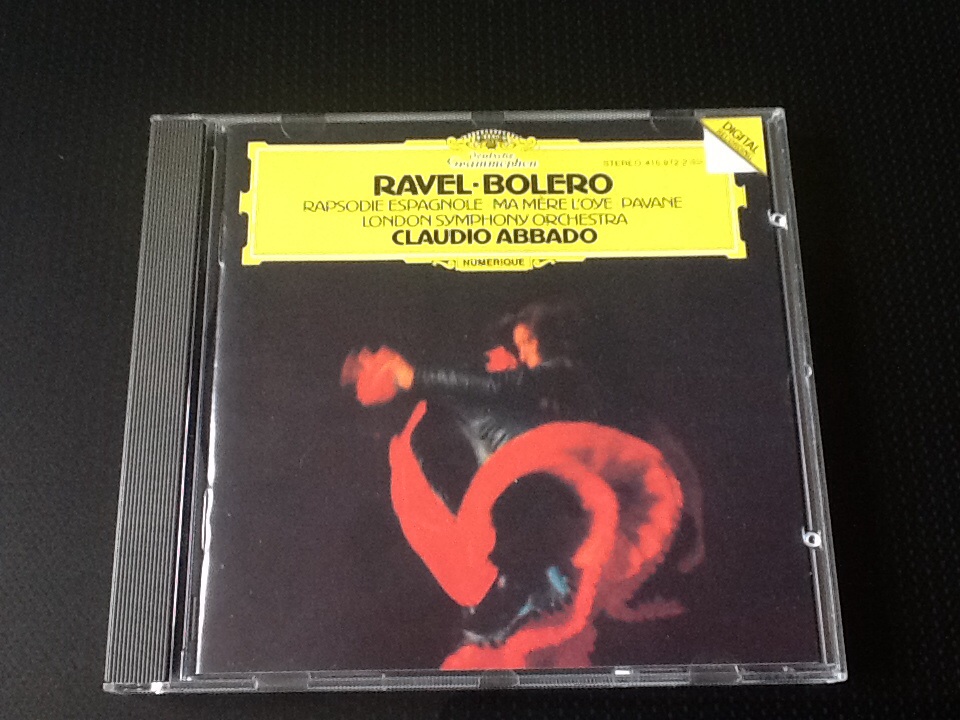 Deutsche
Grammophon
STEREO 415 972-2
DIGITAL
RECORDING
RAVEL·BOLERO
RAPSODIE ESPAGNOLE MA MÈRE L'OYE PAVANE
LONDON SYMPHONY ORCHESTRA
CLAUDIO ABBADO
NUMERIQUE